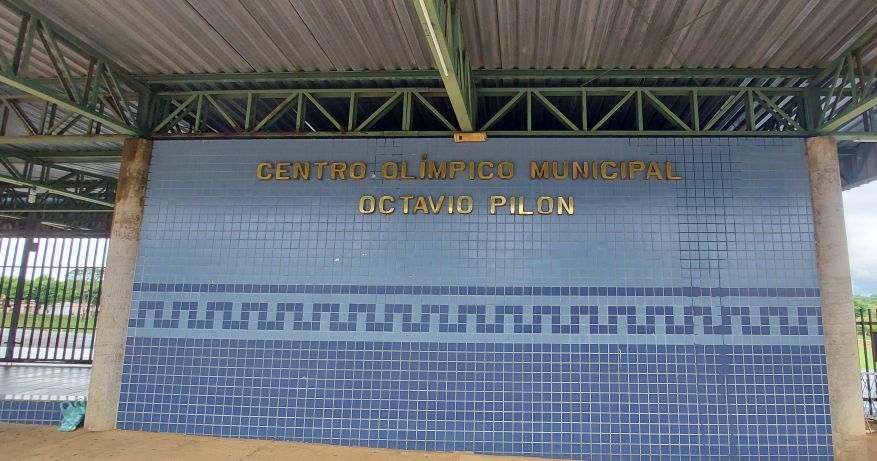 CENTRO OLÍMPICO MUNICIPAL
OCTAVIO PILON